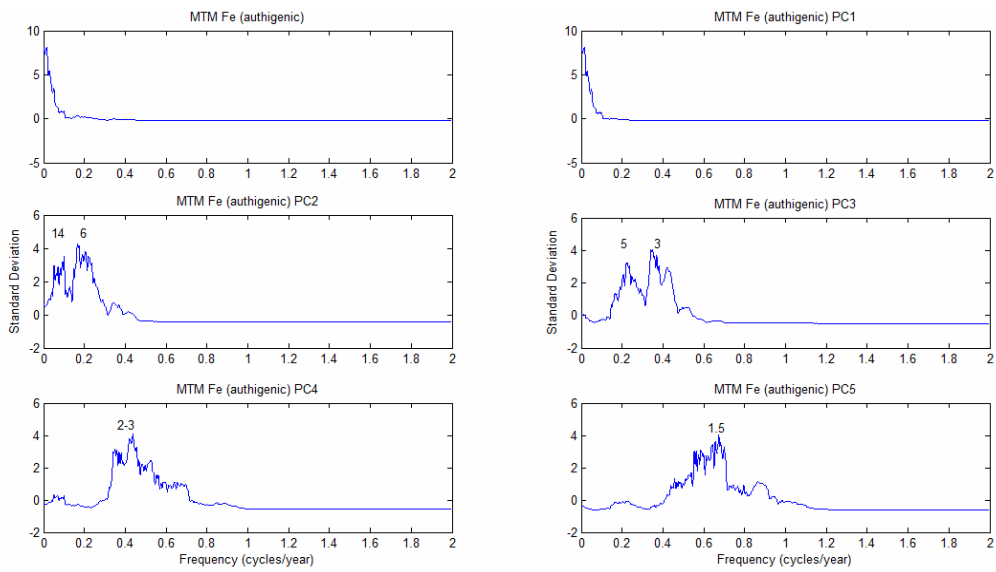 MTM Fe (authigenic)
10
5
0
-5
0 0.2 0.4 0.6 0.8 1 1.2 1.4 1.6 1.8 2
MTM Fe (authigenic) PC1
10
5
0
-5
0 0.2 0.4 0.6 0.8 1 1.2 1.4 1.6 1.8 2
MTM Fe (authigenic) PC2
Standard Deviation
6
4
2
0
-2
14 6
0 0.2 0.4 0.6 0.8 1 1.2 1.4 1.6 1.8 2
MTM Fe (authigenic) PC3
Standard Deviation
6
4
2
0
-2
5 3
0 0.2 0.4 0.6 0.8 1 1.2 1.4 1.6 1.8 2
MTM Fe (authigenic) PC4
6
4
2
0
-2
2-3
0 0.2 0.4 0.6 0.8 1 1.2 1.4 1.6 1.8 2
Frequency (cycles/year)
MTM Fe (authigenic) PC5
6
4
2
0
-2
1.5
0 0.2 0.4 0.6 0.8 1 1.2 1.4 1.6 1.8 2
Frequency (cycles/year)